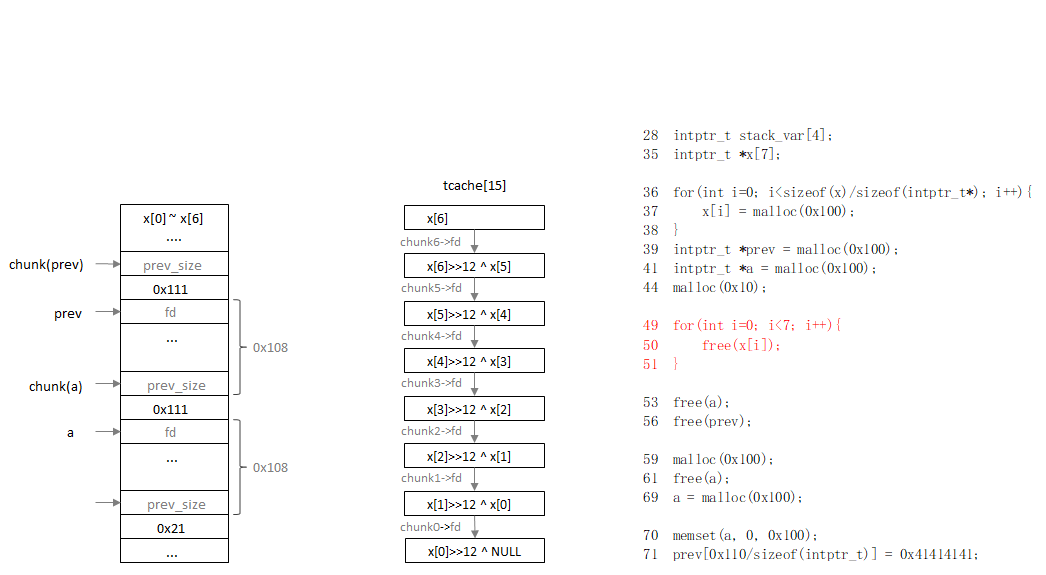 x[0] ~ x[6]
....
chunk(prev)
prev_size
0x111
prev
fd
...
0x108
chunk(a)
prev_size
0x111
a
fd
...
0x108
prev_size
0x21
...
tcache[15]
x[6]
chunk6->fd
x[6]>>12 ^ x[5]
chunk5->fd
x[5]>>12 ^ x[4]
chunk4->fd
x[4]>>12 ^ x[3]
chunk3->fd
x[3]>>12 ^ x[2]
chunk2->fd
x[2]>>12 ^ x[1]
chunk1->fd
x[1]>>12 ^ x[0]
chunk0->fd
x[0]>>12 ^ NULL
28 intptr_t stack_var[4];
35 intptr_t *x[7];
36 for(int i=0; i<sizeof(x)/sizeof(intptr_t*); i++){
37 x[i] = malloc(0x100);
38 }
39 intptr_t *prev = malloc(0x100);
41 intptr_t *a = malloc(0x100);
44 malloc(0x10);
49 for(int i=0; i<7; i++){
50 free(x[i]);
51 }
53 free(a);
56 free(prev);
59 malloc(0x100);
61 free(a);
69 a = malloc(0x100);
70 memset(a, 0, 0x100);
71 prev[0x110/sizeof(intptr_t)] = 0x41414141;